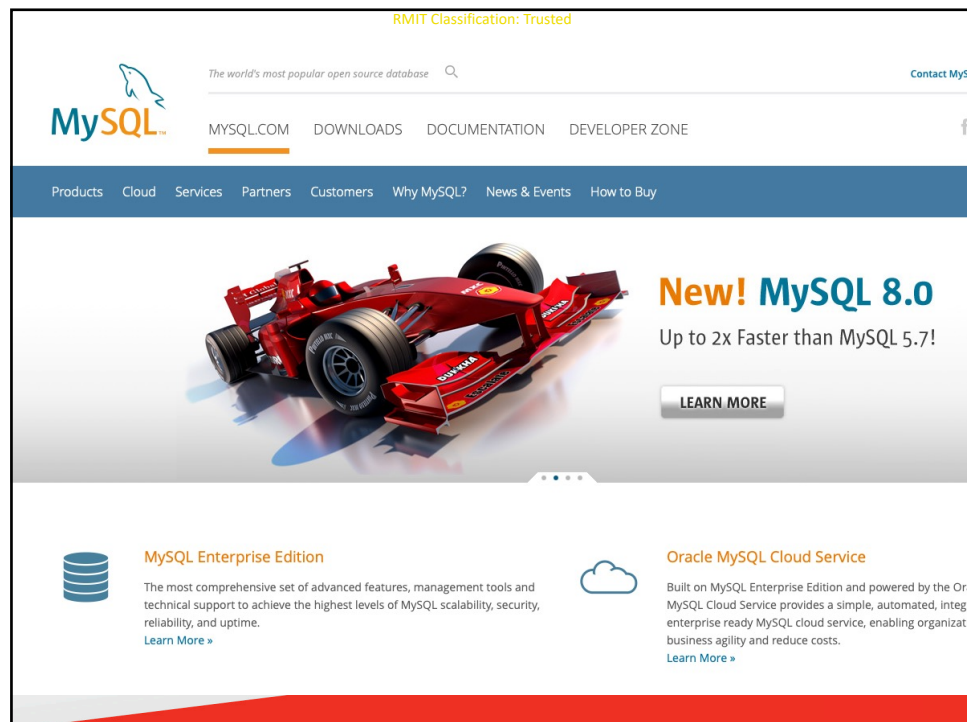 RMIT Classification: Trusted
The world's most popular open source database
Contact MyS
MySQL™
MYSQL.COM DOWNLOADS DOCUMENTATION DEVELOPER ZONE
Products Cloud Services Partners Customers Why MySQL? News & Events How to Buy
New! MySQL 8.0
Up to 2x Faster than MySQL 5.7!
LEARN MORE
DUKKHA
MySQL Enterprise Edition
The most comprehensive set of advanced features, management tools and
technical support to achieve the highest levels of MySQL scalability, security,
reliability, and uptime.
Learn More »
Oracle MySQL Cloud Service
Built on MySQL Enterprise Edition and powered by the Or
MySQL Cloud Service provides a simple, automated, integ
enterprise ready MySQL cloud service, enabling organizat
business agility and reduce costs.
Learn More »